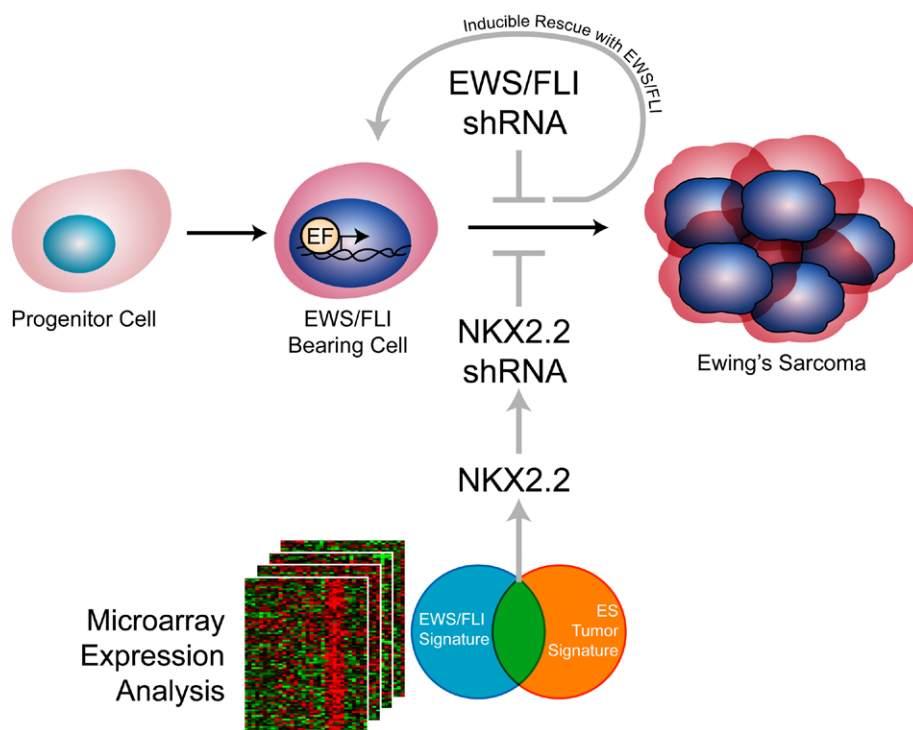 Inducible Rescue with EWS/FLI
EWS/FLI
shRNA
EF
Progenitor Cell
EWS/FLI
Bearing Cell
NKX2.2
shRNA
Ewing's Sarcoma
NKX2.2
Microarray
Expression
Analysis
EWS/FLI
Signature
ES
Tumor
Signature